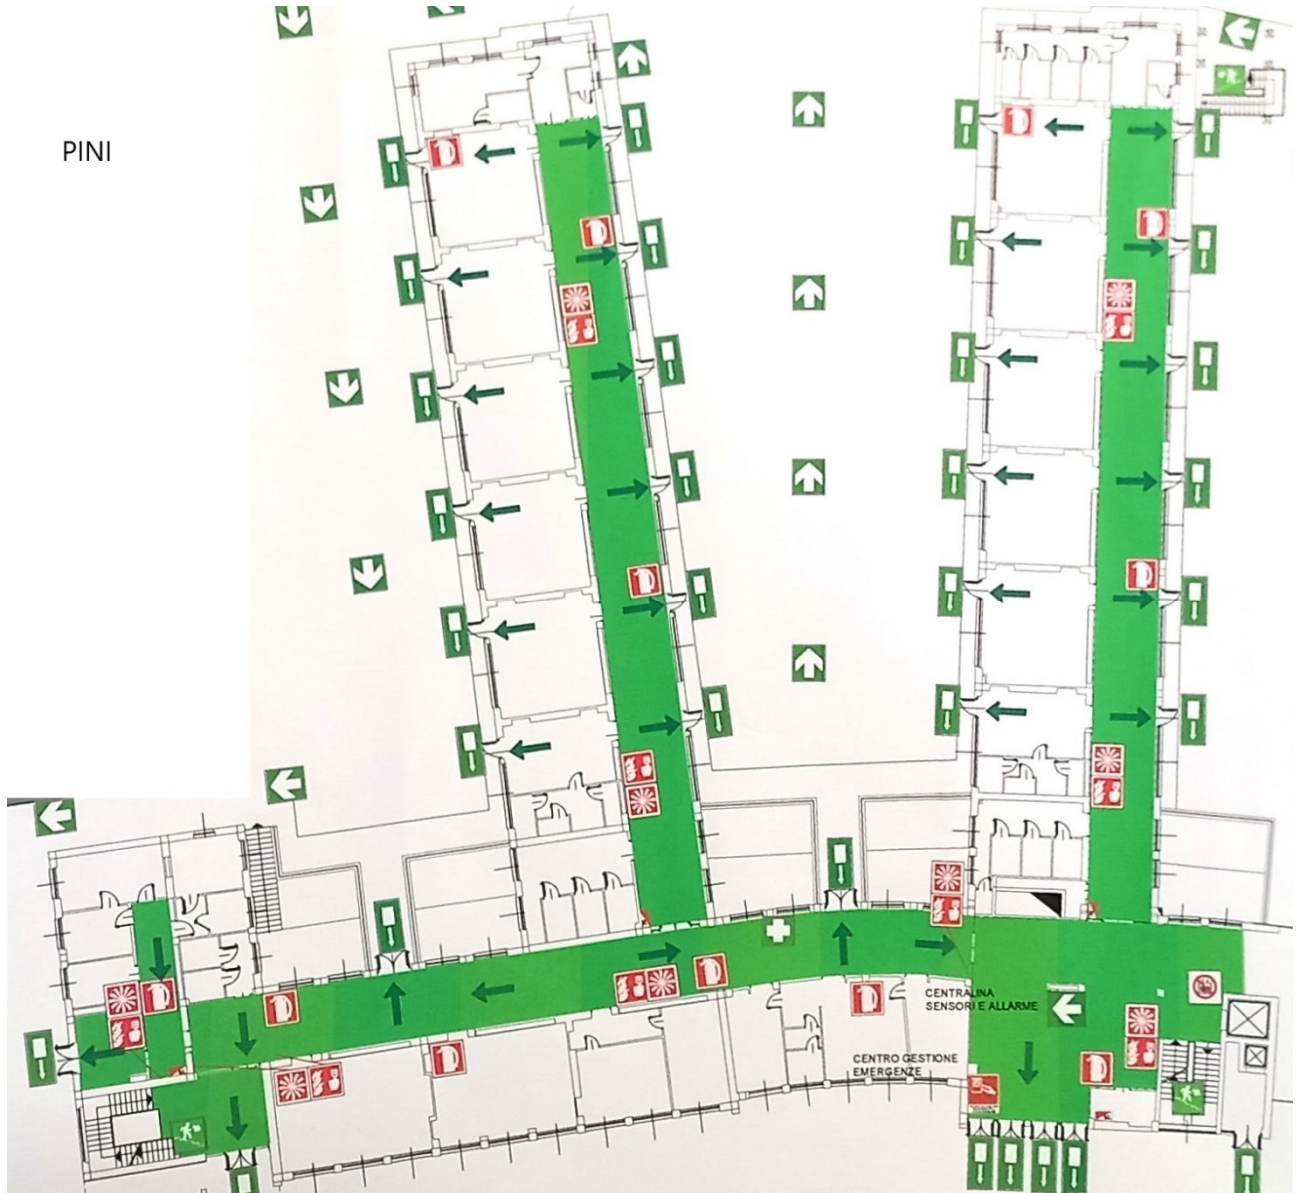 PINI
CENTRALINA
SENSORI E ALLARME
CENTRO GESTIONE
EMERGENZE